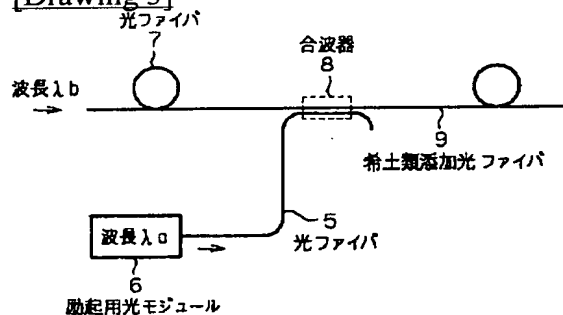 [Drawing 5]
光ファイバ
7
合波器
8
波長λb
9
希土類添加光ファイバ
5
光ファイバ
波長λa
6
励起用光モジュール